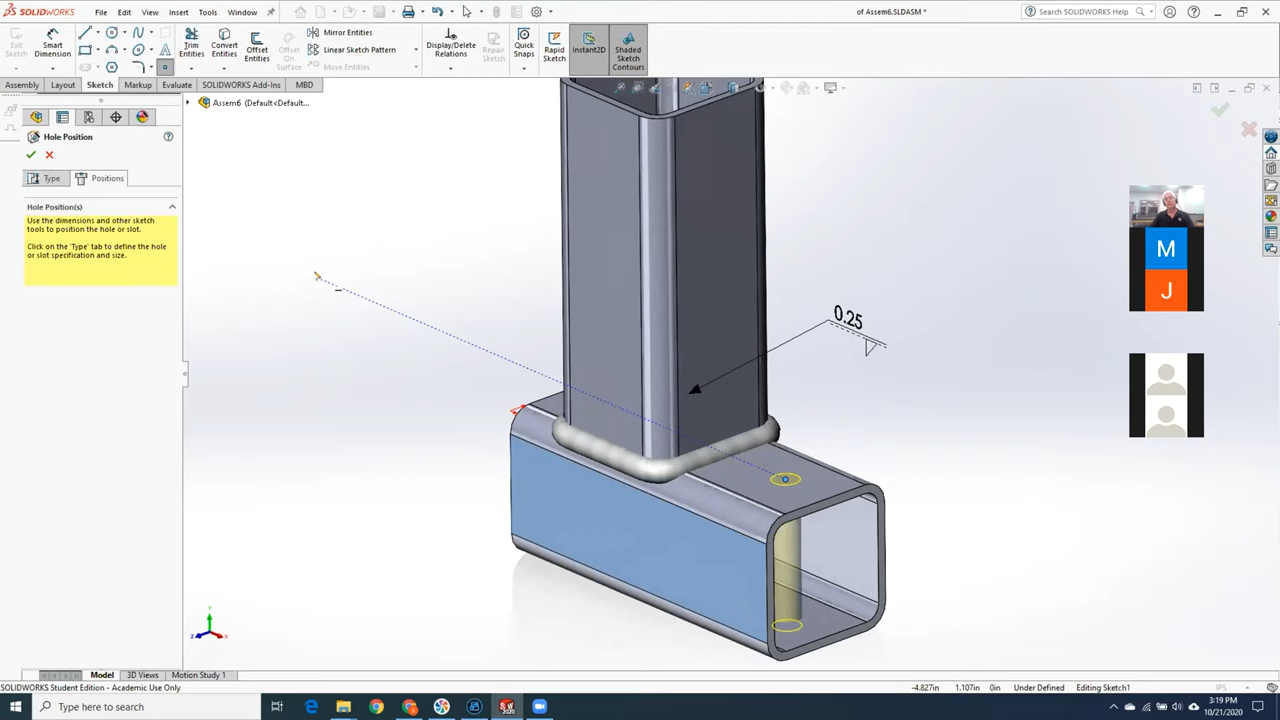 SOLIDWORKS
File
Edit
View
Insert
Tools
Window
of Assem6.SLDASM *
Search SOLIDWORKS Help
Exit Sketch
Smart Dimension
Trim Entities
Convert Entities
Offset Entities
Offset On Surface
Mirror Entities
Linear Sketch Pattern
Move Entities
Display/Delete Relations
Repair Sketch
Quick Snaps
Rapid Sketch
Instant2D
Shaded Sketch Contours
Assembly
Layout
Sketch
Markup
Evaluate
SOLIDWORKS Add-Ins
MBD
Assem6 (Default<Default...
Hole Position
Type
Positions
Hole Position(s)
Use the dimensions and other sketch
tools to position the hole or slot.
Click on the 'Type' tab to define the hole
or slot specification and size.
0.25
M
J
Y
Z
X
Model
3D Views
Motion Study 1
SOLIDWORKS Student Edition - Academic Use Only
-4.827in
1.107in
0in
Under Defined
Editing Sketch1
IPS
Type here to search
3:19 PM
10/21/2020